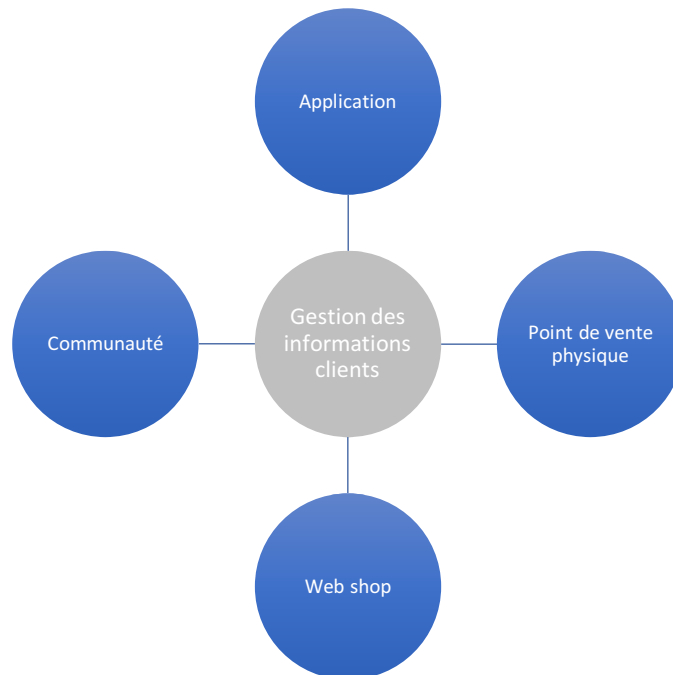 Application
Communauté
Gestion des
informations
clients
Point de vente
physique
Web shop